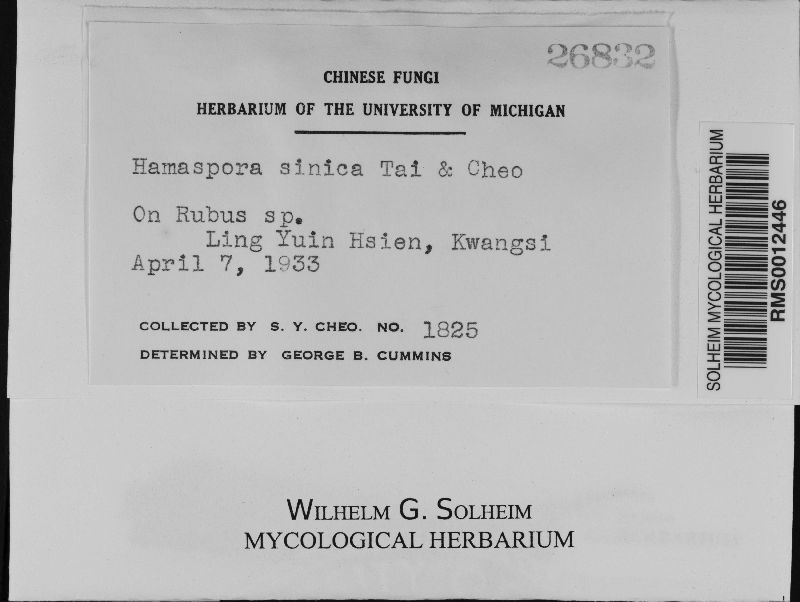 26832
CHINESE FUNGI
HERBARIUM OF THE UNIVERSITY OF MICHIGAN
Hamaspora sinica Tai & Cheo
On Rubus sp.
Ling Yuin Hsien, Kwangsi
April 7, 1933
COLLECTED BY S. Y. CHEO. NO. 1825
DETERMINED BY GEORGE B. CUMMINS
SOLHEIM MYCOLOGICAL HERBARIUM
RMS0012446
WILHELM G. SOLHEIM
MYCOLOGICAL HERBARIUM